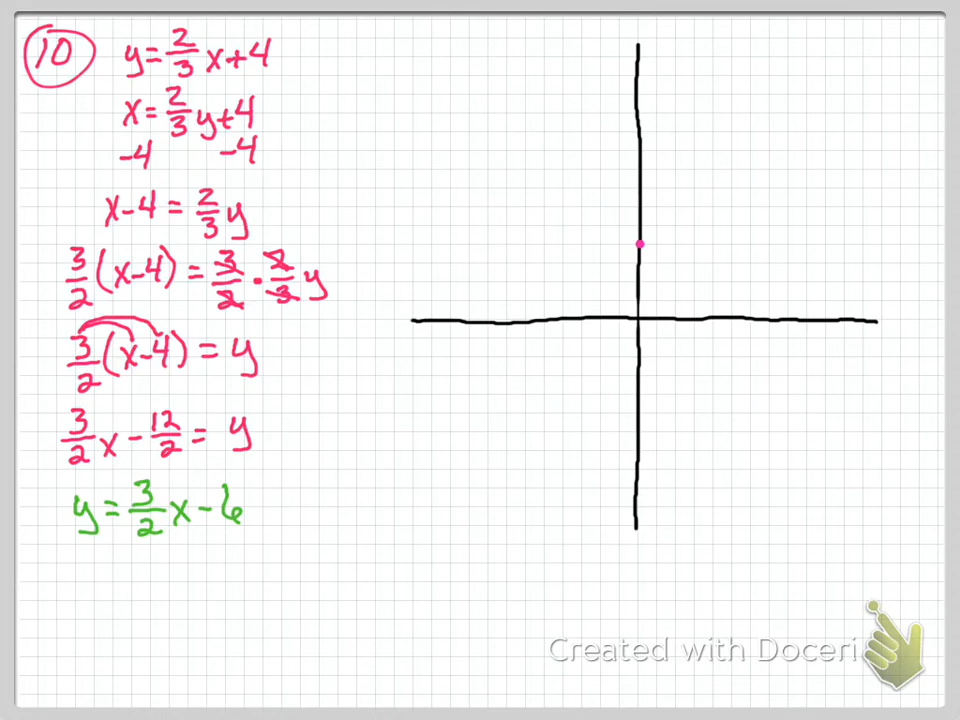 10
y = 2/3 x + 4
x = 2/3 y + 4
-4 -4
x - 4 = 2/3 y
3/2 (x - 4) = 3/2 · 2/3 y
3/2 (x - 4) = y
3/2 x - 12/2 = y
y = 3/2 x - 6
Created with Doceri